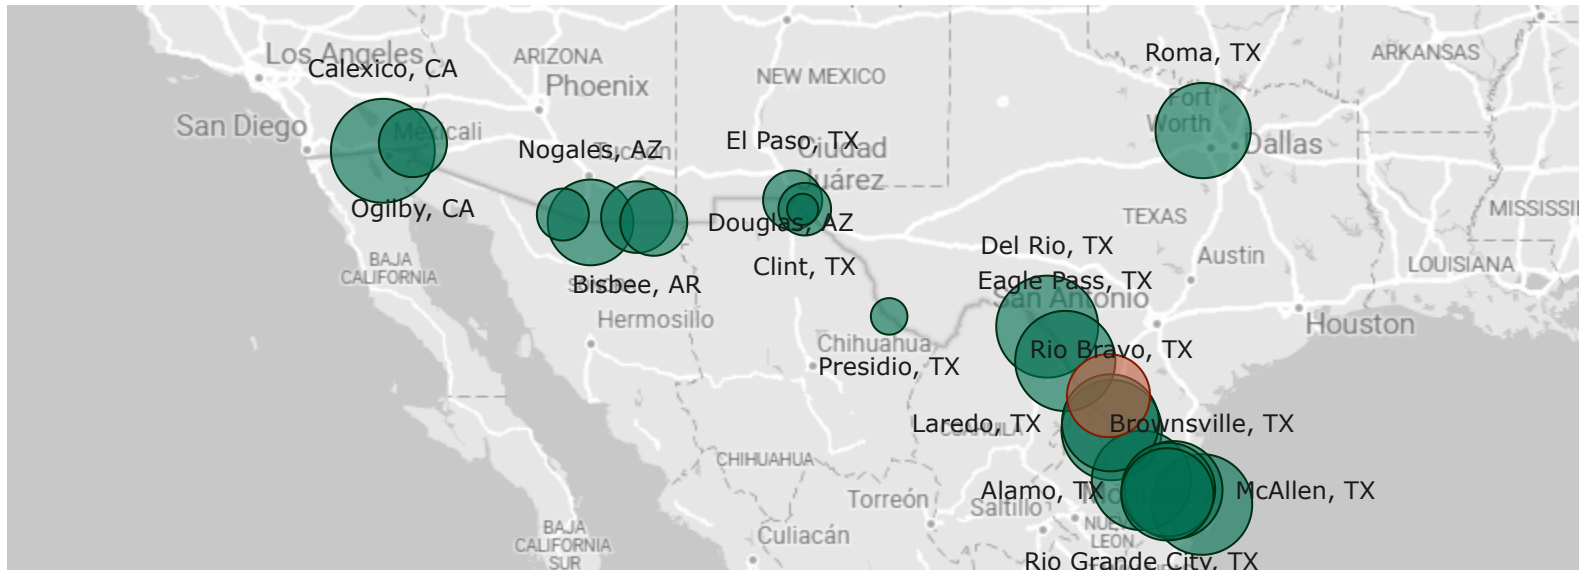 Los Angeles
Calexico, CA
ARIZONA
Phoenix
NEW MEXICO
Roma, TX
ARKANSAS
San Diego
Mexicali
Nogales, AZ
Tucson
El Paso, TX
Ciudad
Juárez
Fort
Worth
Dallas
Ogilby, CA
Douglas, AZ
TEXAS
MISSISSI
BAJA
CALIFORNIA
Bisbee, AR
Clint, TX
Del Rio, TX
Eagle Pass, TX
San Antonio
Austin
LOUISIANA
Hermosillo
Houston
Chihuahua
Presidio, TX
Rio Bravo, TX
Laredo, TX
Brownsville, TX
CHIHUAHUA
Torreón
Alamo, TX
Saltillo
McAllen, TX
BAJA
CALIFORNIA
SUR
Culiacán
LEON
Rio Grande City, TX